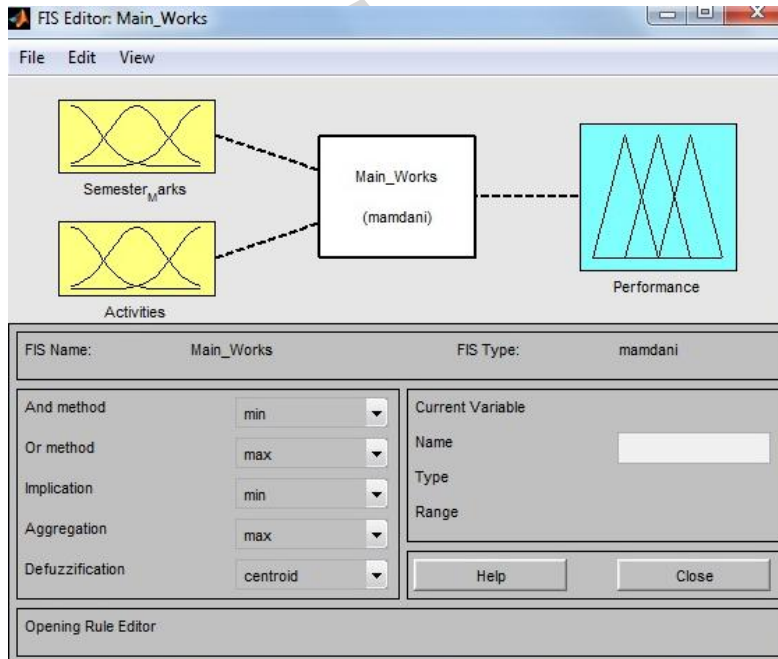 FIS Editor: Main_Works
File Edit View
Semester_Marks
Activities
Main_Works
(mamdani)
Performance
FIS Name: Main_Works FIS Type: mamdani
And method min
Or method max
Implication min
Aggregation max
Defuzzification centroid
Current Variable
Name
Type
Range
Help Close
Opening Rule Editor